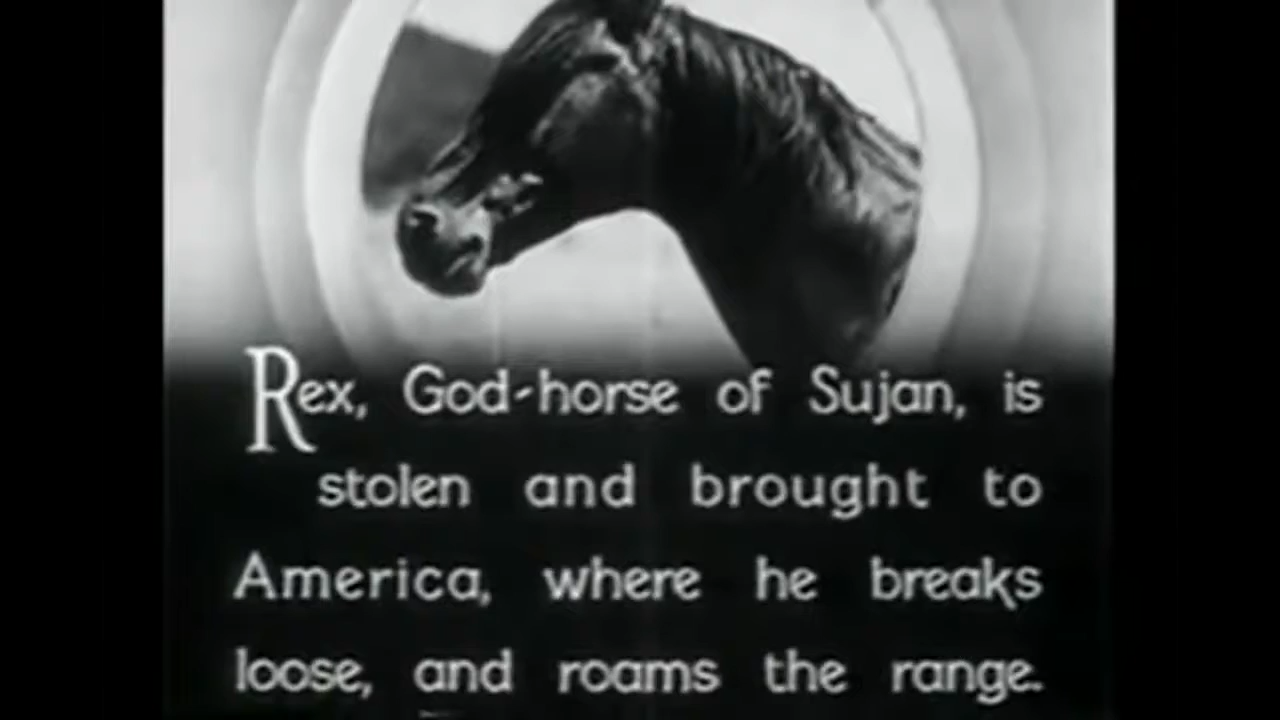 Rex, God-horse of Sujan, is
stolen and brought to
America, where he breaks
loose, and roams the range.